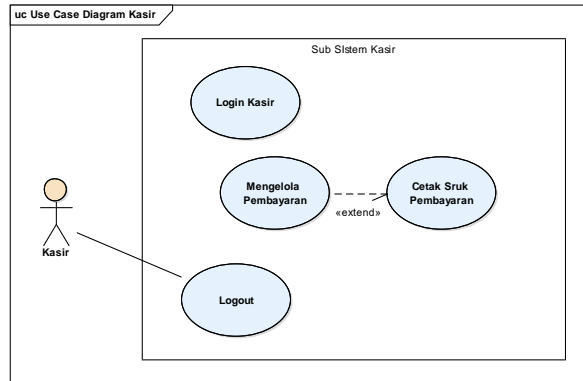 uc Use Case Diagram Kasir
Sub SIstem Kasir
Login Kasir
Mengelola
Pembayaran
Cetak Sruk
Pembayaran
«extend»
Kasir
Logout